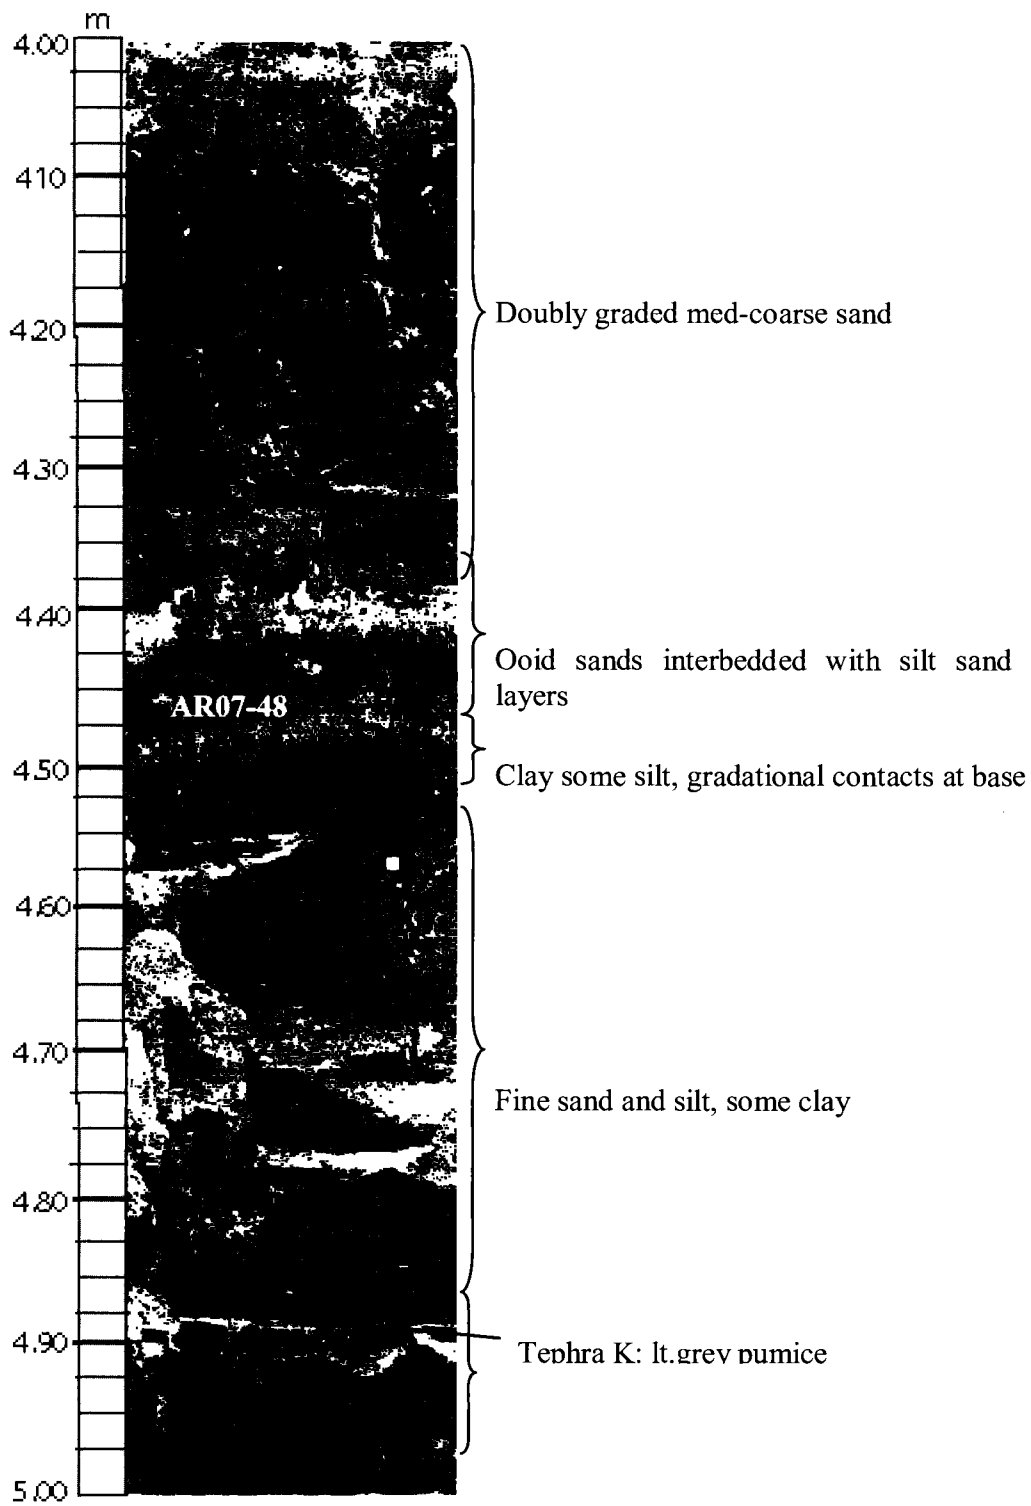 m
4.00
4.10
4.20
Doubly graded med-coarse sand
4.30
4.40
Ooid sands interbedded with silt sand
layers
AR07-48
4.50
Clay some silt, gradational contacts at base
4.60
4.70
Fine sand and silt, some clay
4.80
4.90
Tephra K: lt.grey pumice
5.00